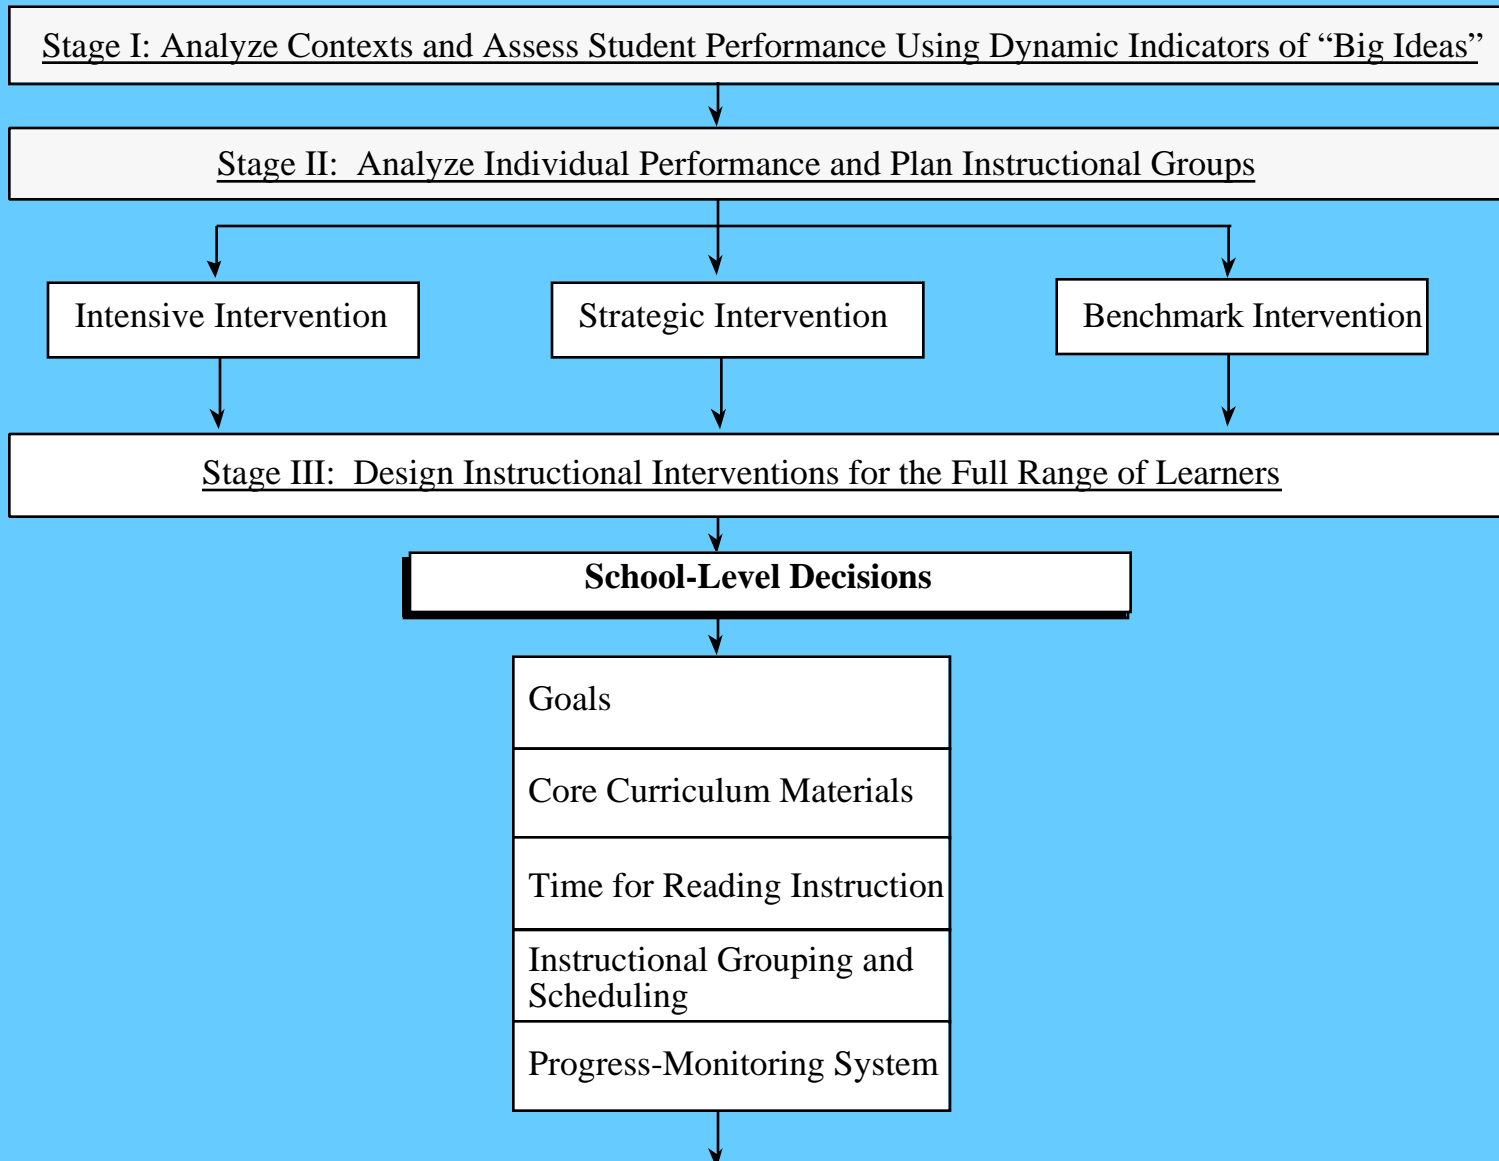 Stage I: Analyze Contexts and Assess Student Performance Using Dynamic Indicators of “Big Ideas”
Stage II:  Analyze Individual Performance and Plan Instructional Groups
Intensive Intervention
Strategic Intervention
Benchmark Intervention
Stage III:  Design Instructional Interventions for the Full Range of Learners
School-Level Decisions
Goals
Core Curriculum Materials
Time for Reading Instruction
Instructional Grouping and
Scheduling
Progress-Monitoring System